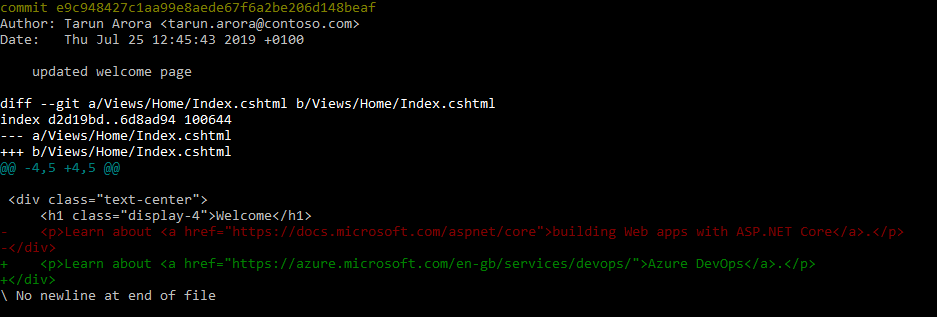 commit e9c948427c1aa99e8aede67f6a2be206d148beaf
Author: Tarun Arora <tarun.arora@contoso.com>
Date:   Thu Jul 25 12:45:43 2019 +0100

    updated welcome page

diff --git a/Views/Home/Index.cshtml b/Views/Home/Index.cshtml
index d2d19bd..6d8ad94 100644
--- a/Views/Home/Index.cshtml
+++ b/Views/Home/Index.cshtml
@@ -4,5 +4,5 @@

 <div class="text-center">
     <h1 class="display-4">Welcome</h1>
-    <p>Learn about <a href="https://docs.microsoft.com/aspnet/core">building Web apps with ASP.NET Core</a>.</p>
-</div>
+    <p>Learn about <a href="https://azure.microsoft.com/en-gb/services/devops/">Azure DevOps</a>.</p>
+</div>
\ No newline at end of file